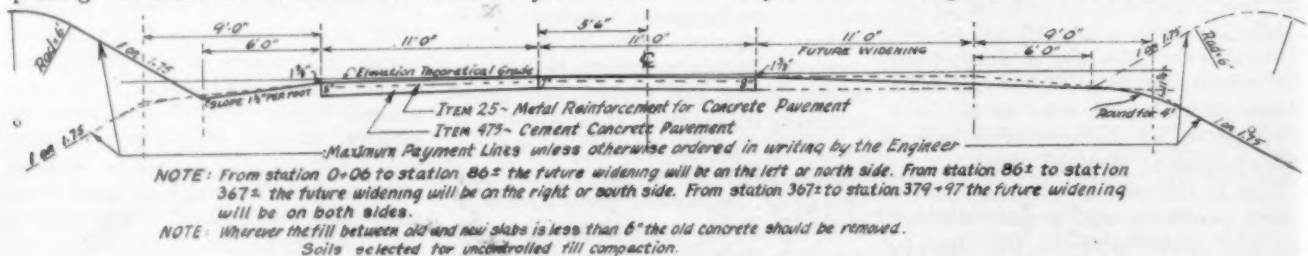 9'-0" 5'6" 9'-0"
6'0" 11'0" 11'0" 11'0" 6'0"
FUTURE WIDENING
Rad=6'
1 on 1.75
1¾"
Elevation Theoretical Grade
1¾"
1 on 1.75
Rad=6'
SLOPE 1½" PER FOOT
ITEM 25~ Metal Reinforcement for Concrete Pavement
Round for 4'
ITEM 475~ Cement Concrete Pavement
1 on 1.75
Maximum Payment Lines unless otherwise ordered in writing by the Engineer
1 on 1.75
NOTE: From station 0+06 to station 86± the future widening will be on the left or north side. From station 86± to station
367± the future widening will be on the right or south side. From station 367± to station 379+97 the future widening
will be on both sides.
NOTE: Wherever the fill between old and new slabs is less than 6" the old concrete should be removed.
Soils selected for uncontrolled fill compaction.